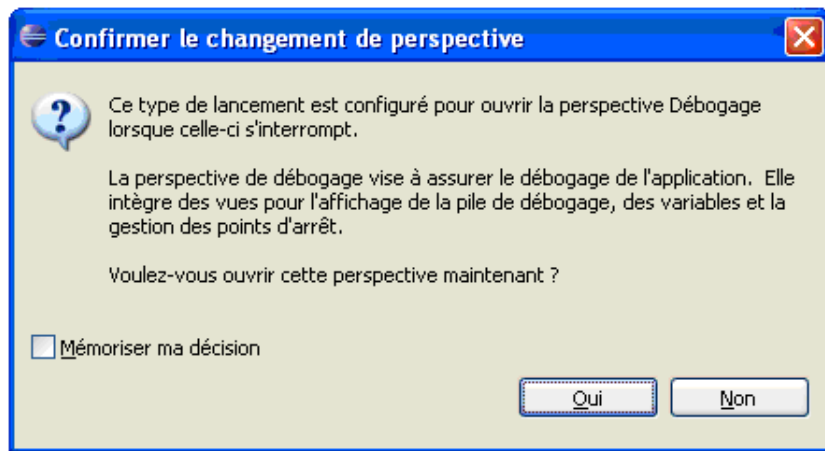 Confirmer le changement de perspective
Ce type de lancement est configuré pour ouvrir la perspective Débogage
lorsque celle-ci s'interrompt.
La perspective de débogage vise à assurer le débogage de l'application. Elle
intègre des vues pour l'affichage de la pile de débogage, des variables et la
gestion des points d'arrêt.
Voulez-vous ouvrir cette perspective maintenant ?
Mémoriser ma décision
Oui
Non